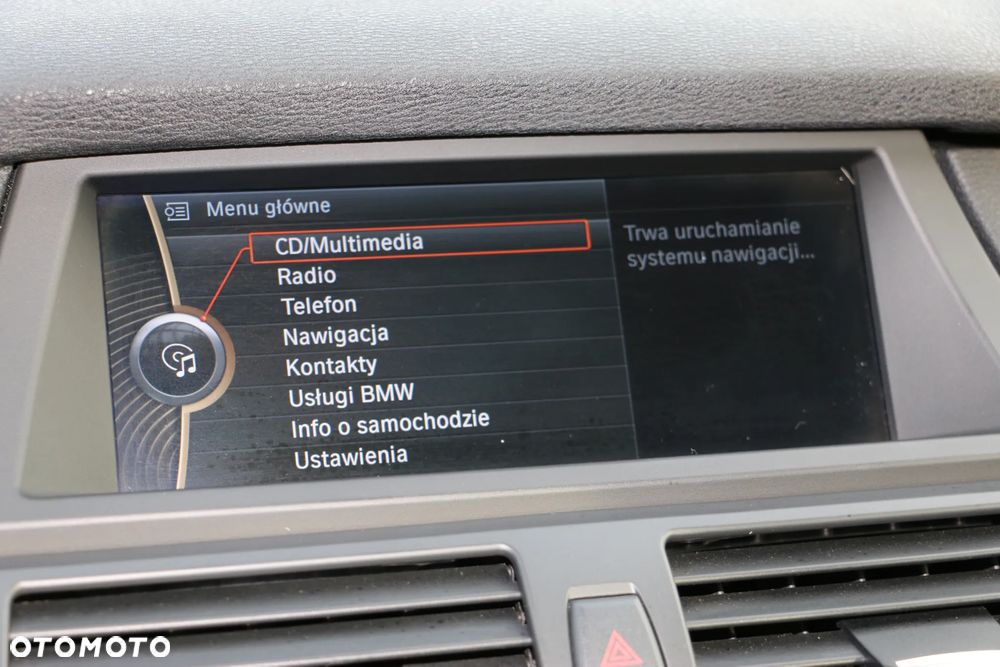 Menu główne
CD/Multimedia
Radio
Telefon
Nawigacja
Kontakty
Usługi BMW
Info o samochodzie
Ustawienia
Trwa uruchamianie
systemu nawigacji...
OTOMOTO